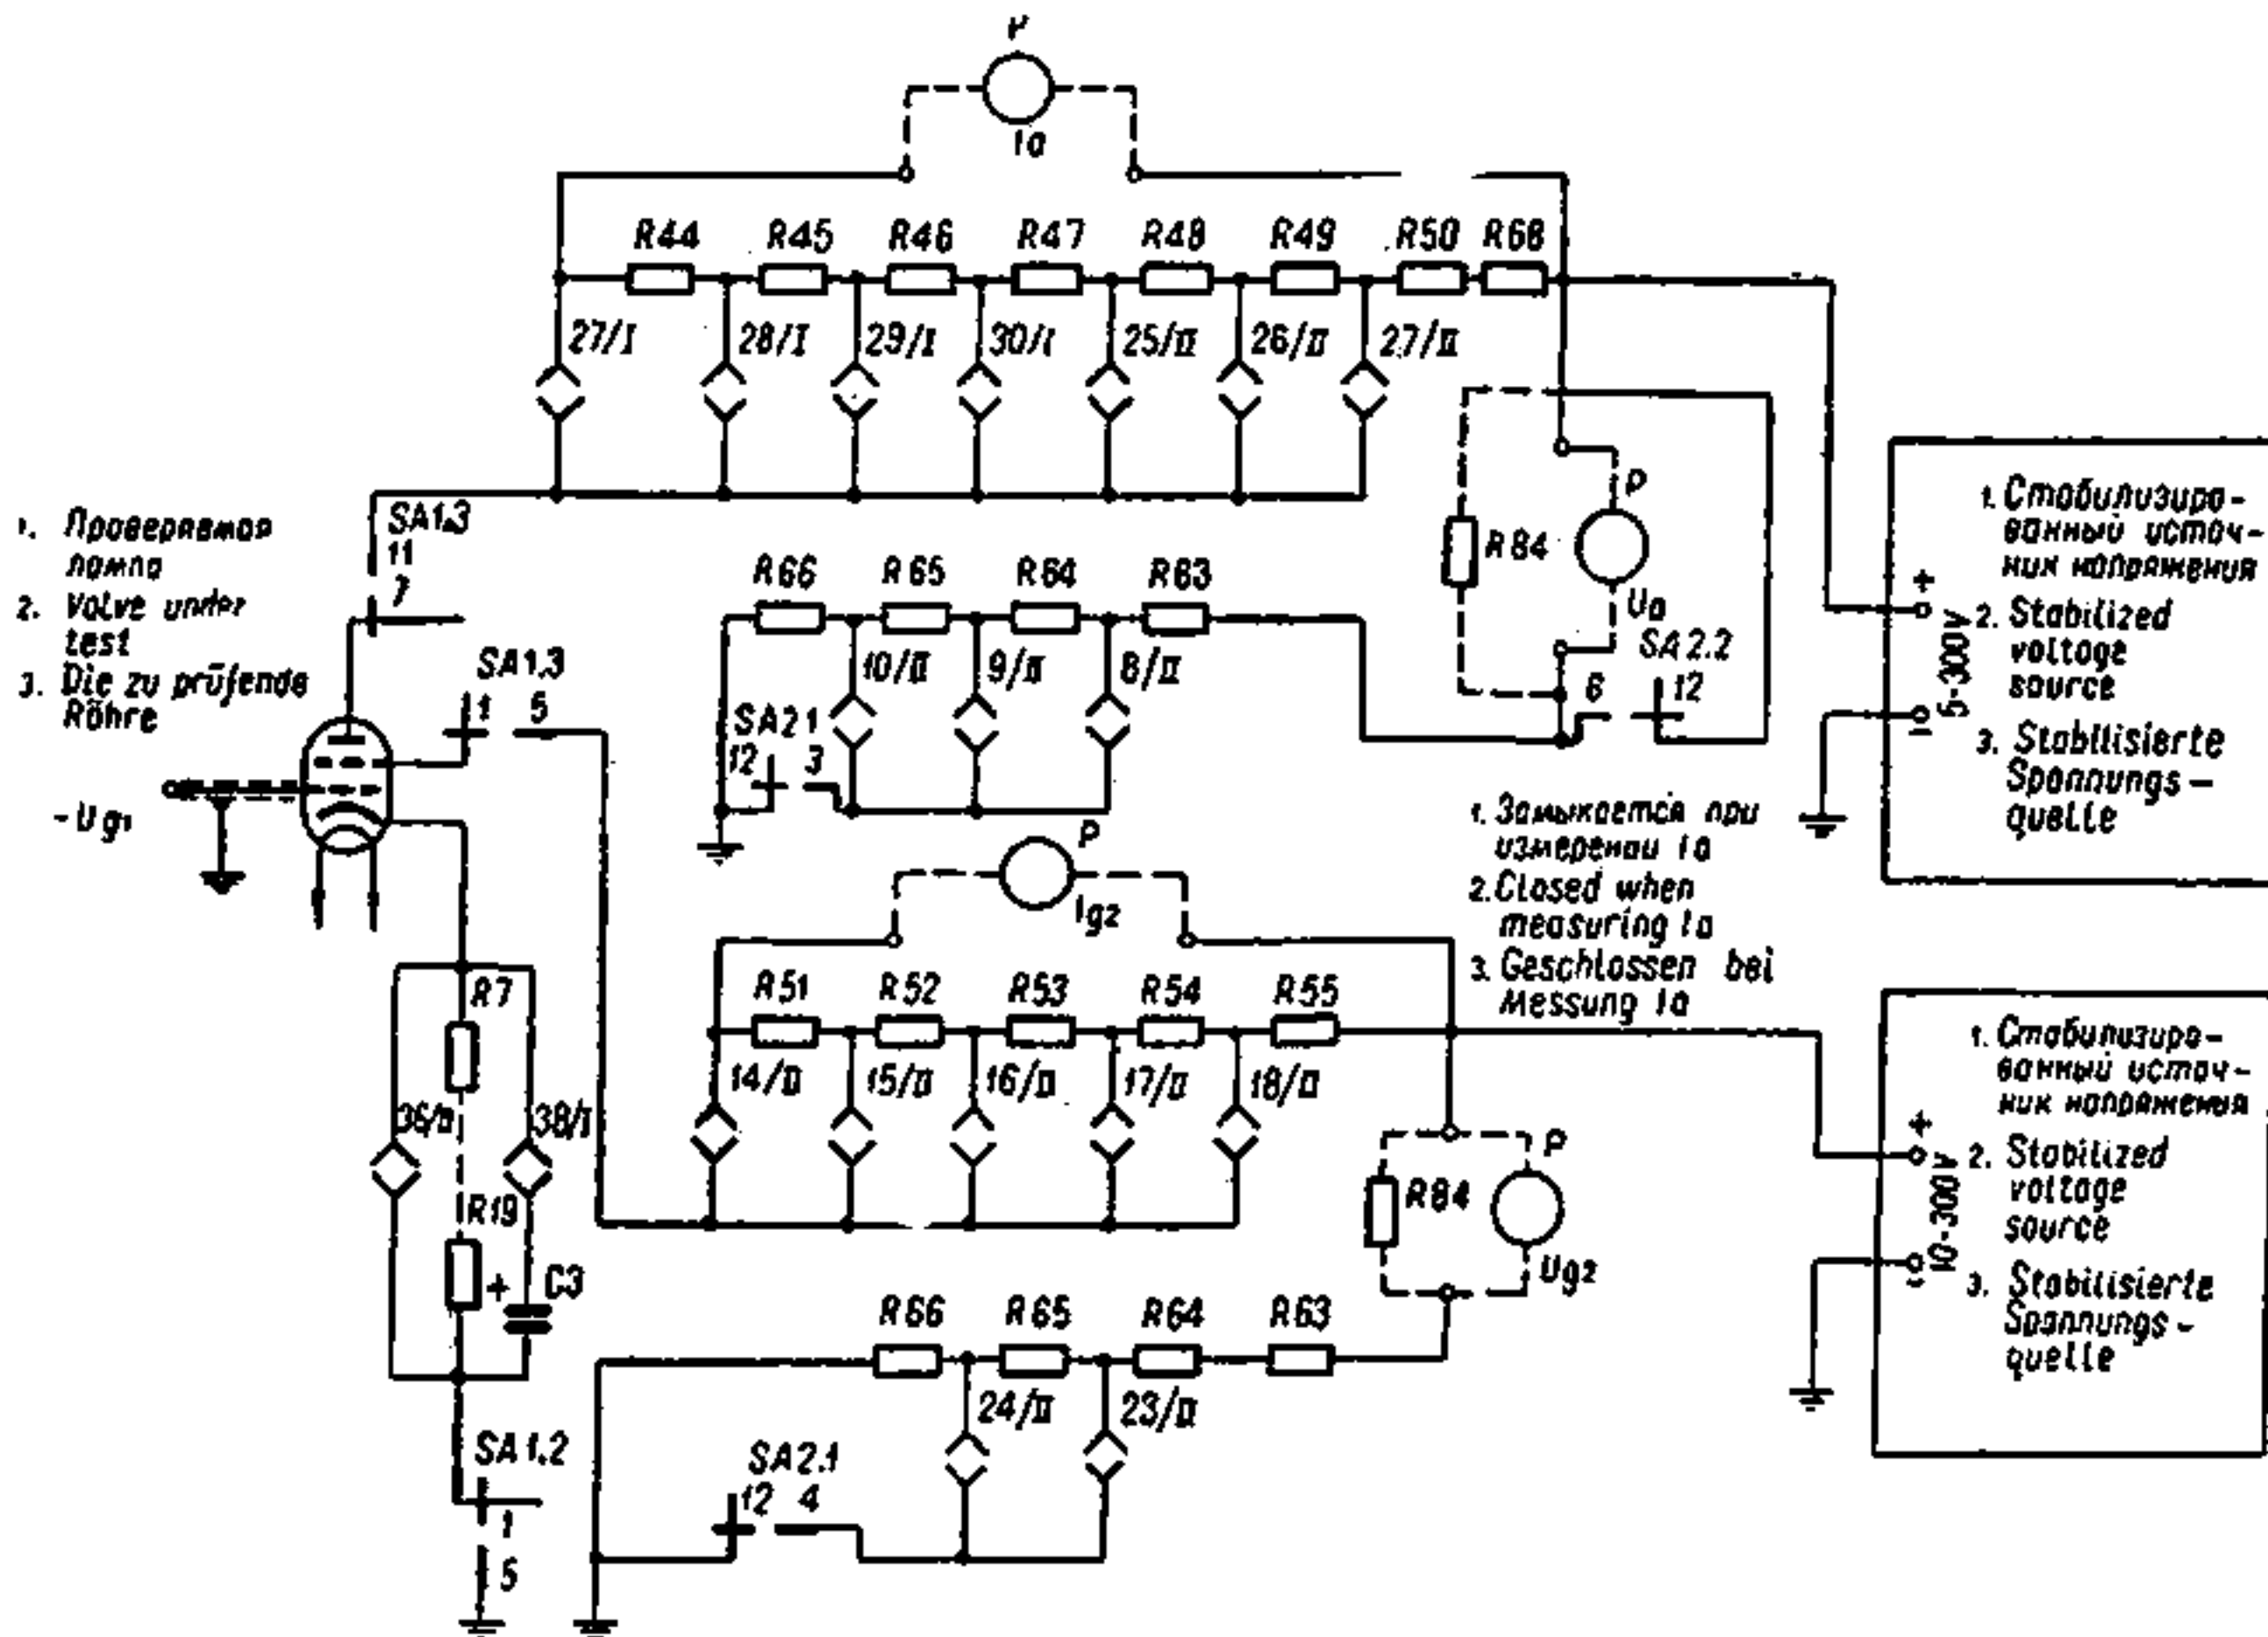 P
Ia
R44 R45 R46 R47 R48 R49 R50 R68
27/I 28/I 29/I 30/I 25/II 26/II 27/II
1. Проверяемая
лампа
2. Valve under
test
3. Die zu prüfende
Röhre
SA1.3
11
7
SA1.3
1 5
-Ug1
R66 R65 R64 R63
10/II 9/II 8/II
SA2.1
12 3
R84
P
Ua
SA2.2
6 12
5-300V
+
-
1. Стабилизиро-
ванный источ-
ник напряжения
2. Stabilized
voltage
source
3. Stabilisierte
Spannungs-
quelle
1. Замыкается при
измерении Ia
2. Closed when
measuring Ia
3. Geschlossen bei
Messung Ia
P
Ig2
R51 R52 R53 R54 R55
14/II 15/II 16/II 17/II 18/II
R7
36/II 38/I
R19
+ C3
R84
P
Ug2
10-300V
+
-
1. Стабилизиро-
ванный источ-
ник напряжения
2. Stabilized
voltage
source
3. Stabilisierte
Spannungs-
quelle
R66 R65 R64 R63
24/II 23/II
SA2.1
12 4
SA1.2
1
5